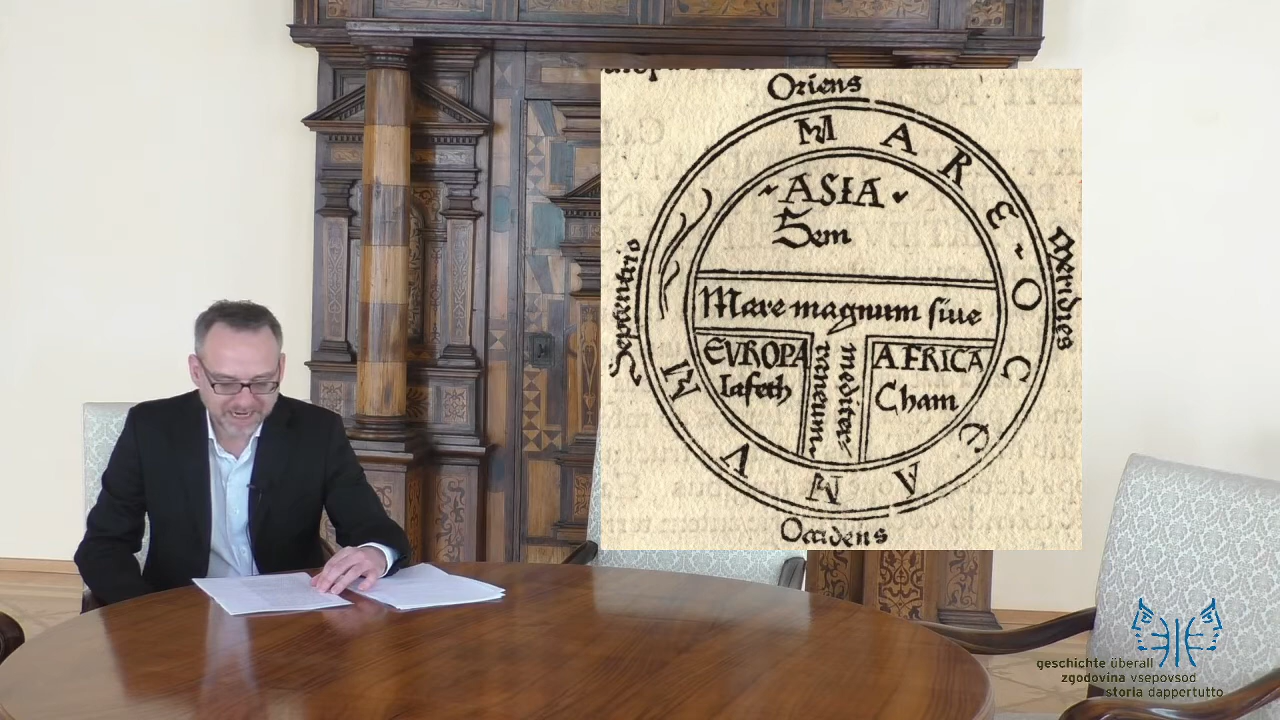 Oriens
MARE OCCEANVM
ASIA
Sem
Septentrio
Meridies
Mare magnum siue
EVROPA
Iafeth
mediter
raneum
AFRICA
Cham
Occidens
geschichte überall
zgodovina vsepovsod
storia dappertutto